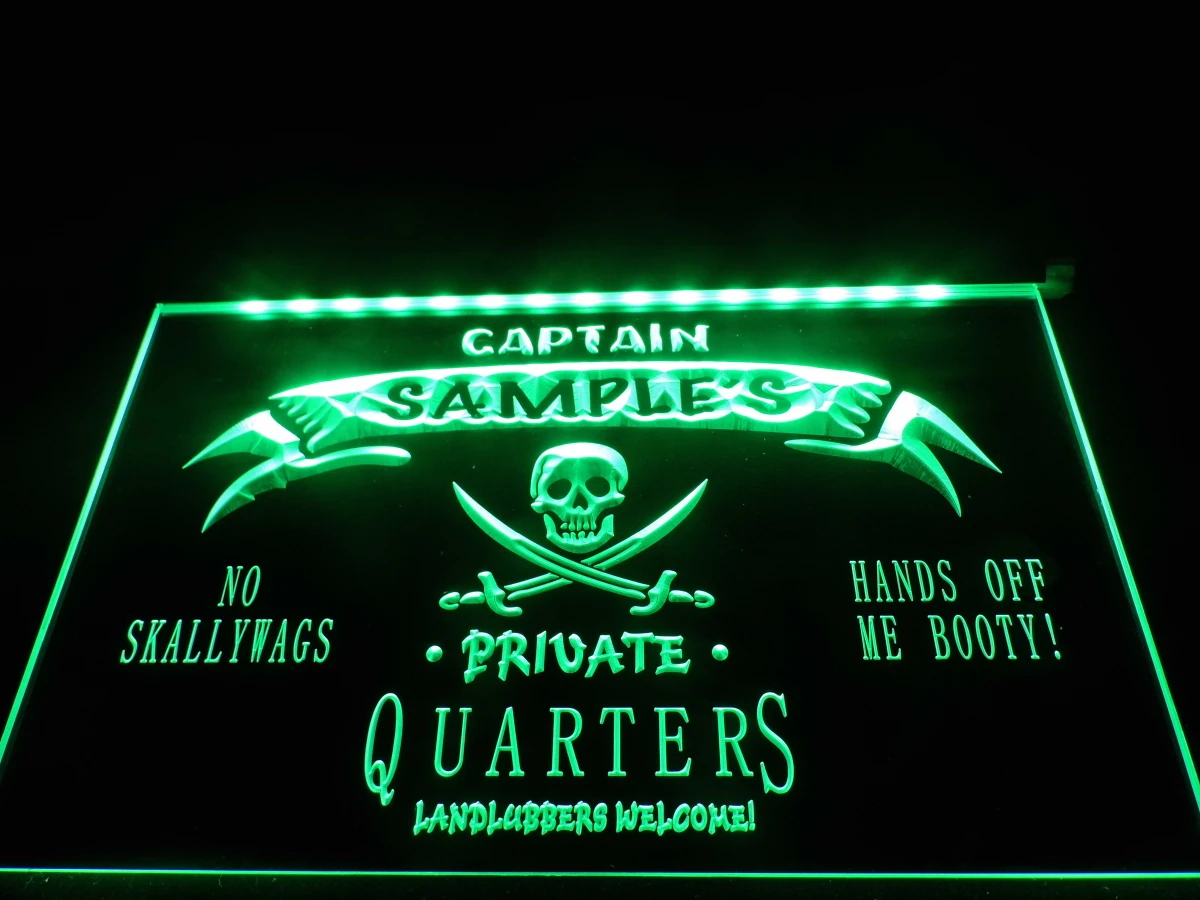 CAPTAIN
SAMPLE'S
NO
SKALLYWAGS
HANDS OFF
ME BOOTY!
· PRIVATE ·
QUARTERS
LANDLUBBERS WELCOME!